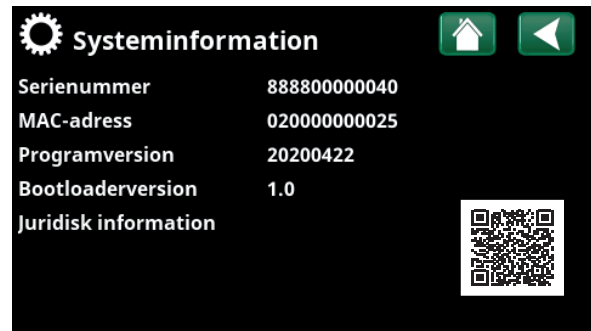 Systeminformation
Serienummer 888800000040
MAC-adress 020000000025
Programversion 20200422
Bootloaderversion 1.0
Juridisk information